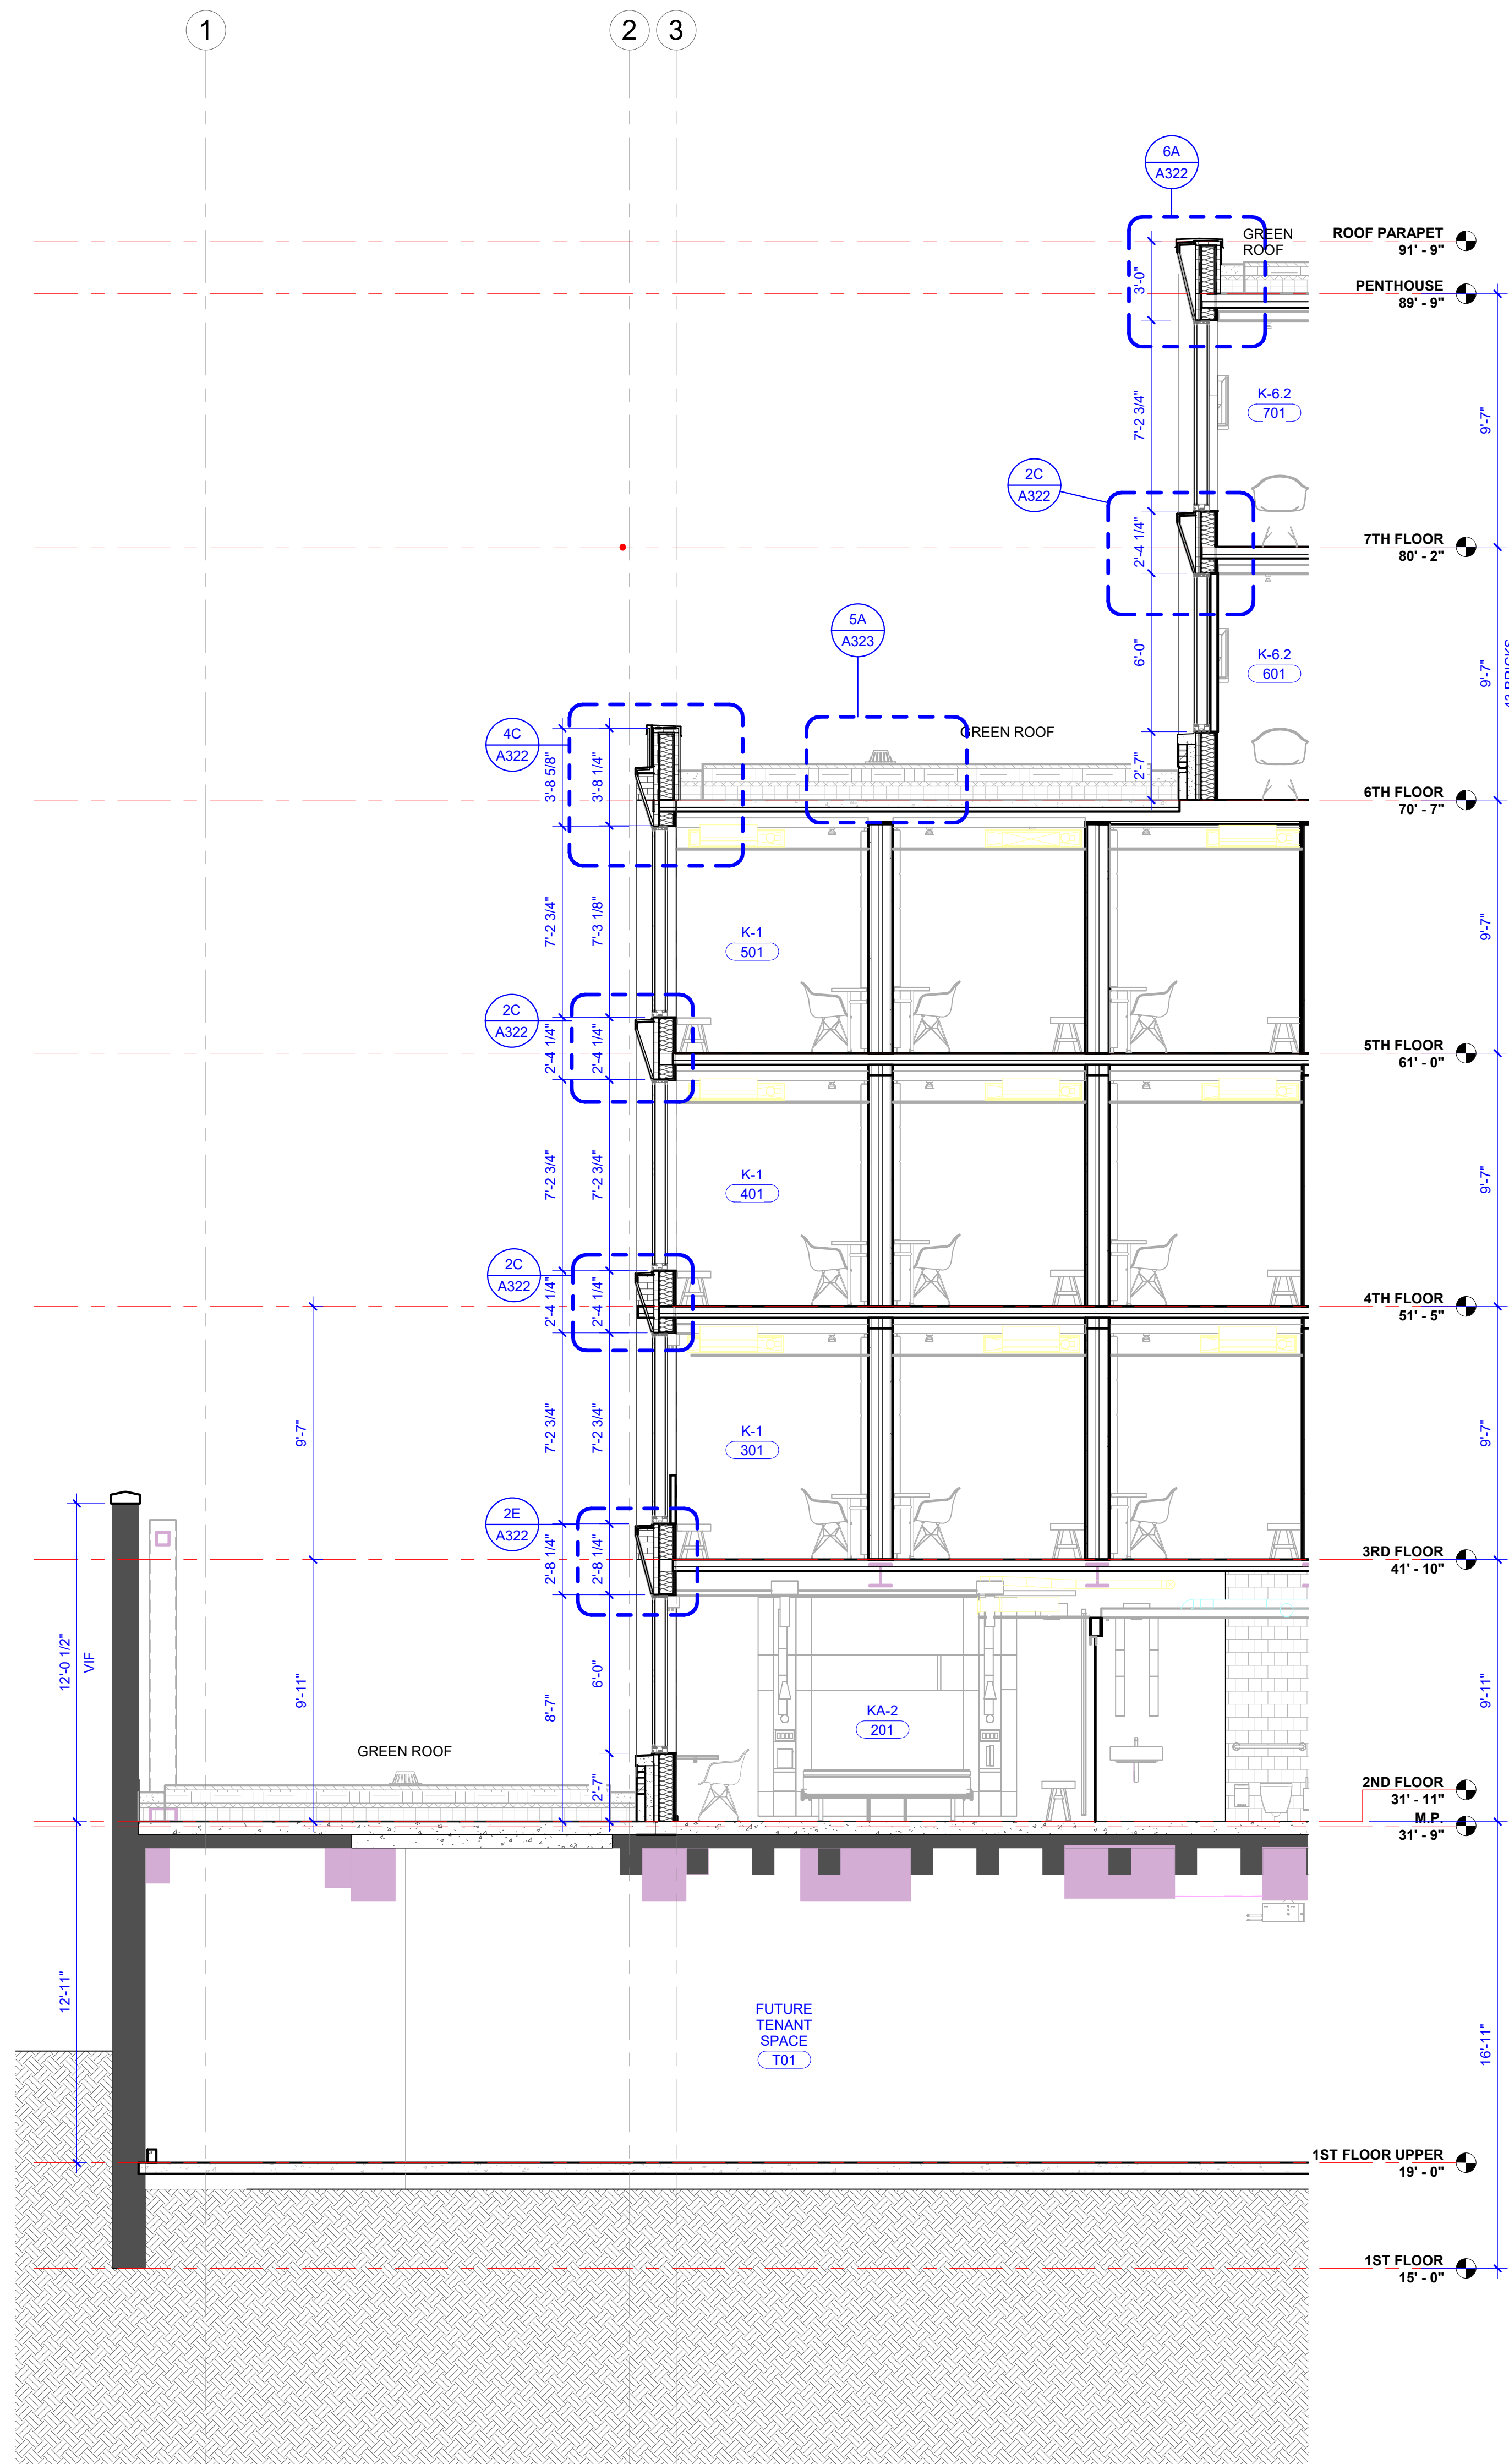 1
2
3
6A
A322
GREEN
ROOF
ROOF PARAPET
91' - 9"
PENTHOUSE
89' - 9"
3'-0"
K-6.2
701
7'-2 3/4"
9'-7"
2C
A322
2'-4 1/4"
7TH FLOOR
80' - 2"
5A
A323
6'-0"
K-6.2
601
9'-7"
4C
A322
GREEN ROOF
3'-8 5/8"
3'-8 1/4"
2'-7"
6TH FLOOR
70' - 7"
7'-2 3/4"
7'-3 1/8"
K-1
501
9'-7"
2C
A322
2'-4 1/4"
2'-4 1/4"
5TH FLOOR
61' - 0"
7'-2 3/4"
7'-2 3/4"
K-1
401
9'-7"
2C
A322
2'-4 1/4"
2'-4 1/4"
4TH FLOOR
51' - 5"
9'-7"
7'-2 3/4"
7'-2 3/4"
K-1
301
9'-7"
2E
A322
2'-8 1/4"
2'-8 1/4"
3RD FLOOR
41' - 10"
12'-0 1/2"
VIF
9'-11"
8'-7"
6'-0"
KA-2
201
9'-11"
GREEN ROOF
2'-7"
2ND FLOOR
31' - 11"
M.P.
31' - 9"
12'-11"
FUTURE
TENANT
SPACE
T01
16'-11"
1ST FLOOR UPPER
19' - 0"
1ST FLOOR
15' - 0"